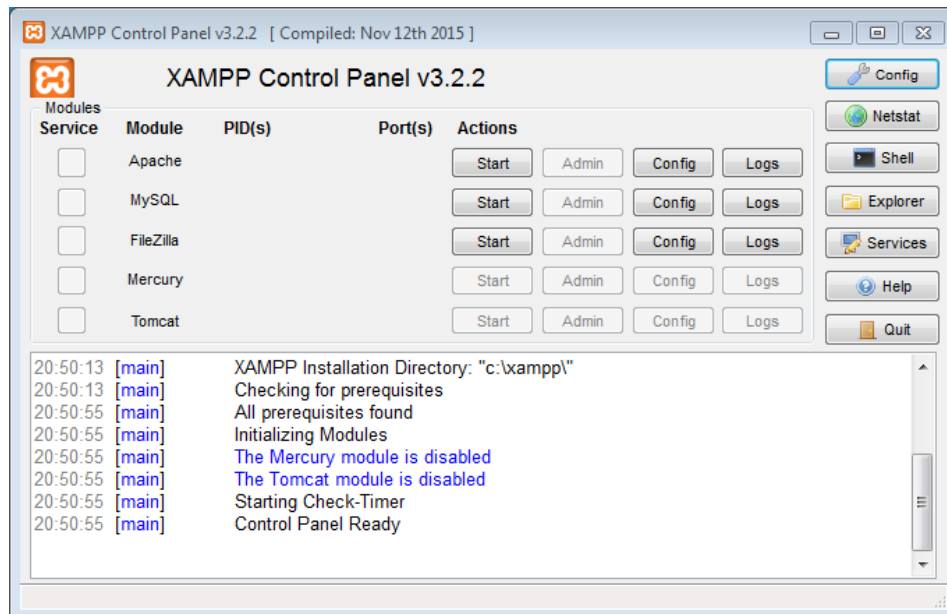 XAMPP Control Panel v3.2.2 [ Compiled: Nov 12th 2015 ]
XAMPP Control Panel v3.2.2
Config
Modules
Service Module PID(s) Port(s) Actions
Netstat
Apache Start Admin Config Logs
Shell
MySQL Start Admin Config Logs
Explorer
FileZilla Start Admin Config Logs
Services
Mercury Start Admin Config Logs
Help
Tomcat Start Admin Config Logs
Quit
20:50:13 [main] XAMPP Installation Directory: "c:\xampp\"
20:50:13 [main] Checking for prerequisites
20:50:55 [main] All prerequisites found
20:50:55 [main] Initializing Modules
20:50:55 [main] The Mercury module is disabled
20:50:55 [main] The Tomcat module is disabled
20:50:55 [main] Starting Check-Timer
20:50:55 [main] Control Panel Ready